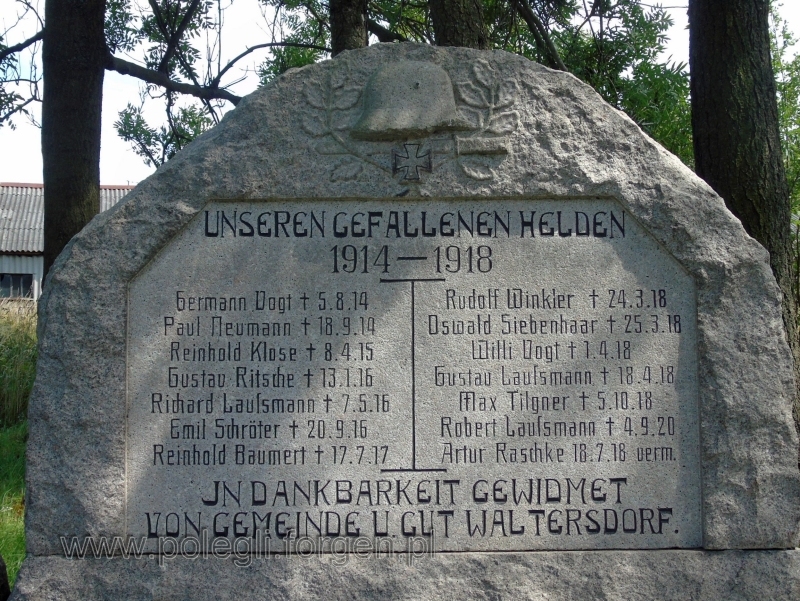 UNSEREN GEFALLENEN HELDEN
1914 — 1918
Germann Vogt † 5.8.14
Paul Neumann † 18.9.14
Reinhold Klose † 8.4.15
Gustav Ritsche † 13.1.16
Richard Laufsmann † 7.5.16
Emil Schröter † 20.9.16
Reinhold Baumert † 17.7.17
Rudolf Winkler † 24.3.18
Oswald Siebenhaar † 25.3.18
Willi Vogt † 1.4.18
Gustav Laufsmann † 18.4.18
Max Tilgner † 5.10.18
Robert Laufsmann † 4.9.20
Artur Raschke 18.7.18 verm.
IN DANKBARKEIT GEWIDMET
VON GEMEINDE U. GUT WALTERSDORF.
www.polegli.forgen.pl